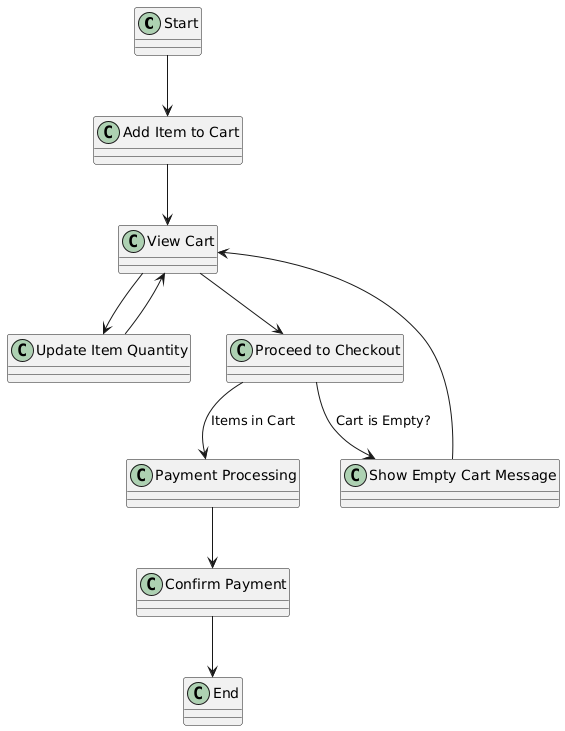 C Start
C Add Item to Cart
C View Cart
C Update Item Quantity
C Proceed to Checkout
Items in Cart
Cart is Empty?
C Payment Processing
C Show Empty Cart Message
C Confirm Payment
C End